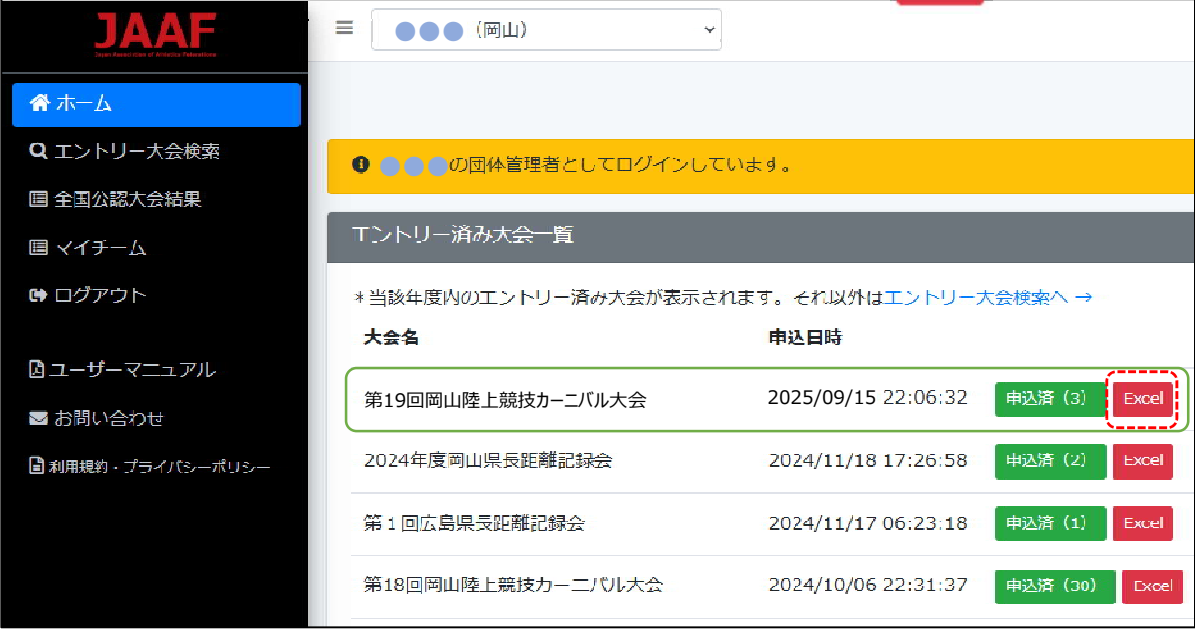 JAAF
Japan Association of Athletics Federations
（岡山）
ホーム
エントリー大会検索
全国公認大会結果
マイチーム
ログアウト
ユーザーマニュアル
お問い合わせ
利用規約・プライバシーポリシー
の団体管理者としてログインしています。
エントリー済み大会一覧
＊当該年度内のエントリー済み大会が表示されます。それ以外はエントリー大会検索へ →
大会名 申込日時
第19回岡山陸上競技カーニバル大会 2025/09/15 22:06:32 申込済（3） Excel
2024年度岡山県長距離記録会 2024/11/18 17:26:58 申込済（2） Excel
第１回広島県長距離記録会 2024/11/17 06:23:18 申込済（1） Excel
第18回岡山陸上競技カーニバル大会 2024/10/06 22:31:37 申込済（30） Excel